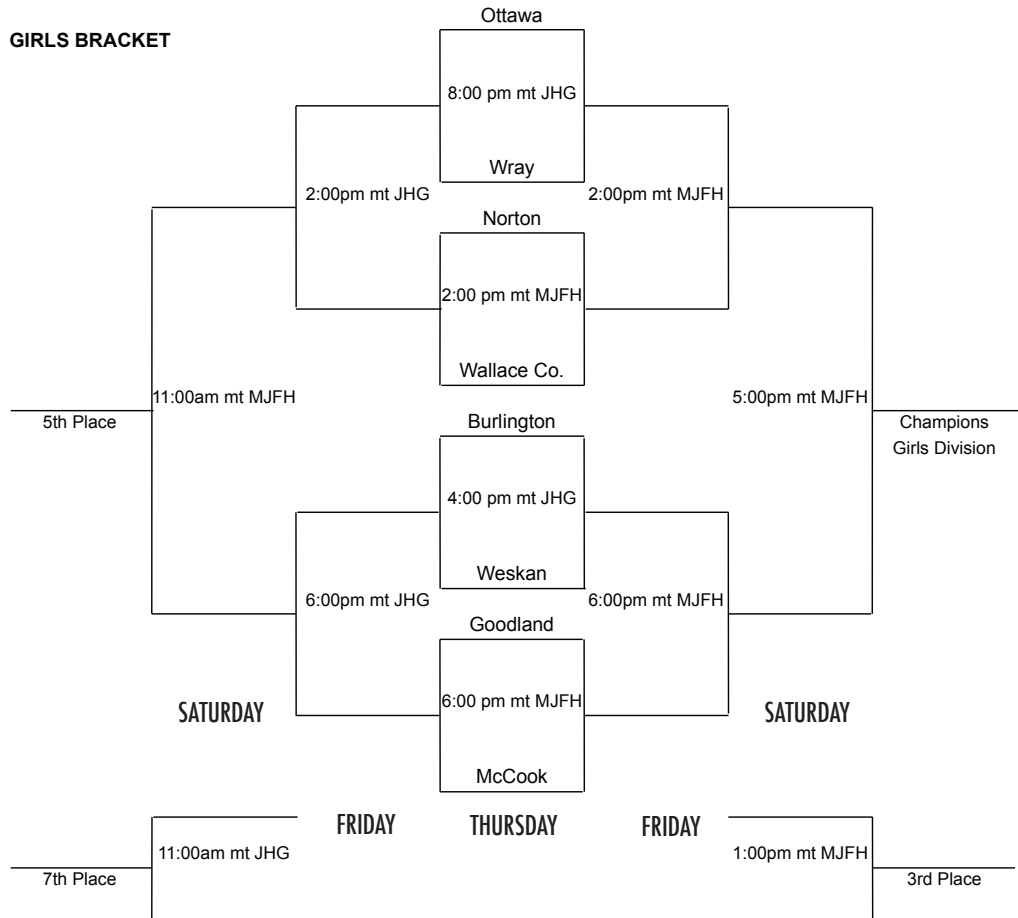 Ottawa
GIRLS BRACKET
8:00 pm mt JHG
Wray
2:00pm mt JHG
2:00pm mt MJFH
Norton
2:00 pm mt MJFH
Wallace Co.
11:00am mt MJFH
5:00pm mt MJFH
5th Place
Burlington
Champions
Girls Division
4:00 pm mt JHG
Weskan
6:00pm mt JHG
6:00pm mt MJFH
Goodland
6:00 pm mt MJFH
SATURDAY
SATURDAY
McCook
FRIDAY
THURSDAY
FRIDAY
11:00am mt JHG
1:00pm mt MJFH
7th Place
3rd Place